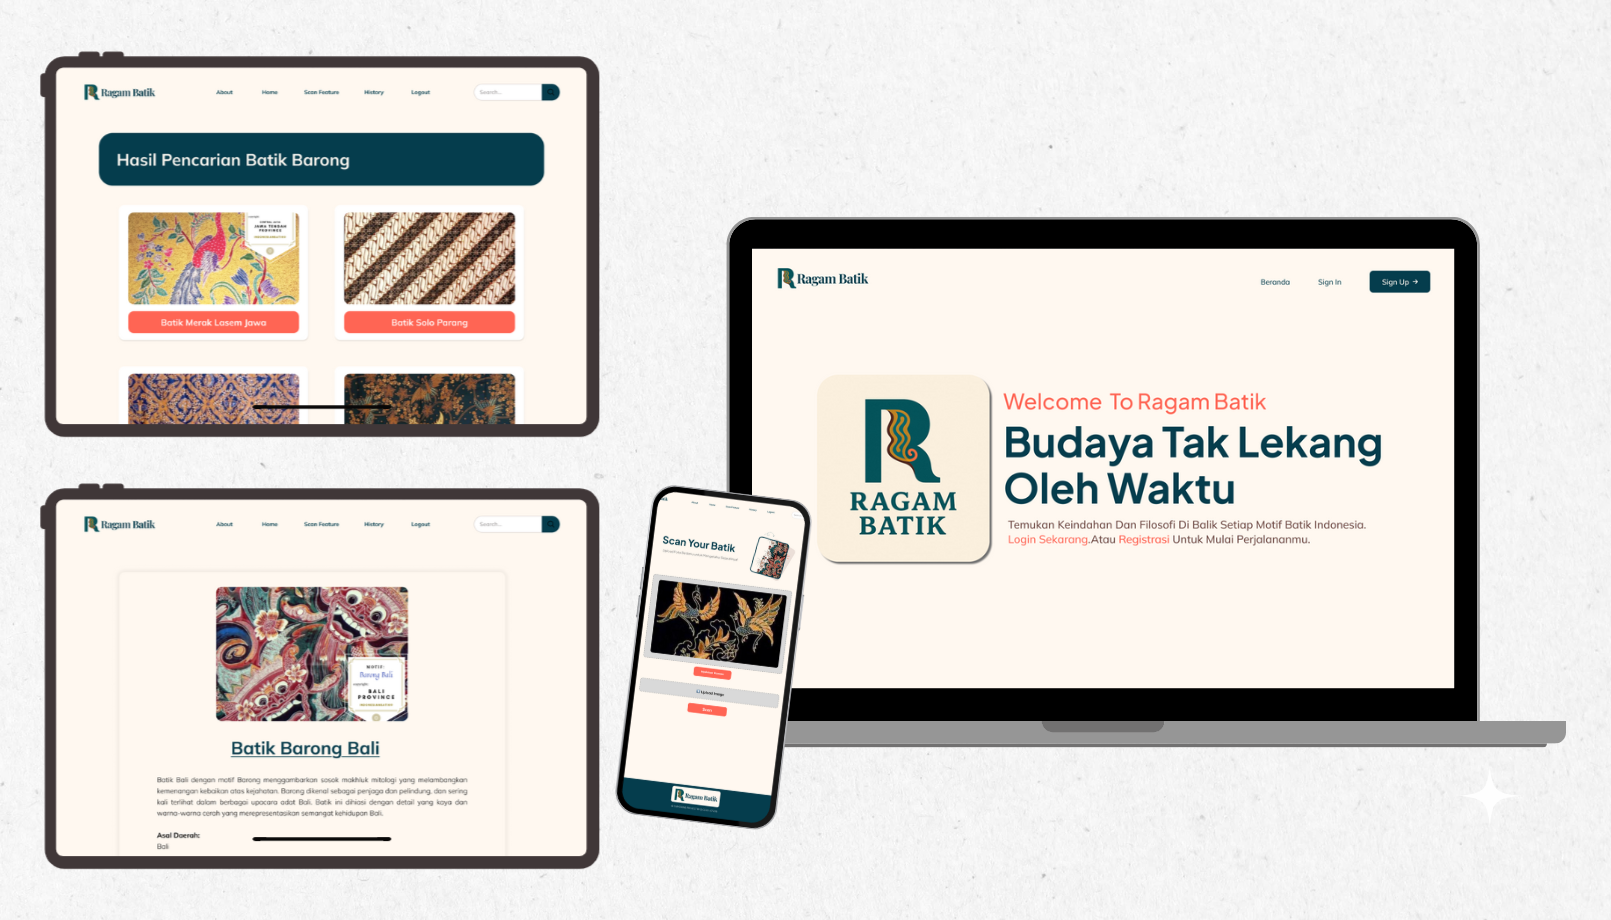 Ragam Batik
About Home Scan Feature History Logout
Search...
Hasil Pencarian Batik Barong
JAWA TENGAH
PROVINCE
Batik Merak Lasem Jawa
Batik Solo Parang
Ragam Batik
About Home Scan Feature History Logout
Search...
MOTIF:
Barong Bali
BALI
PROVINCE
Batik Barong Bali
Batik Bali dengan motif Barong menggambarkan sosok makhluk mitologi yang melambangkan
kemenangan kebaikan atas kejahatan. Barong dikenal sebagai penjaga dan pelindung, dan sering
kali terlihat dalam berbagai upacara adat Bali. Batik ini dihiasi dengan detail yang kaya dan
warna-warna cerah yang merepresentasikan semangat kehidupan Bali.
Asal Daerah:
Bali
Scan Your Batik
Upload Image
Ragam Batik
Ragam Batik
Beranda Sign In Sign Up →
RAGAM
BATIK
Welcome To Ragam Batik
Budaya Tak Lekang
Oleh Waktu
Temukan Keindahan Dan Filosofi Di Balik Setiap Motif Batik Indonesia.
Login Sekarang.Atau Registrasi Untuk Mulai Perjalananmu.